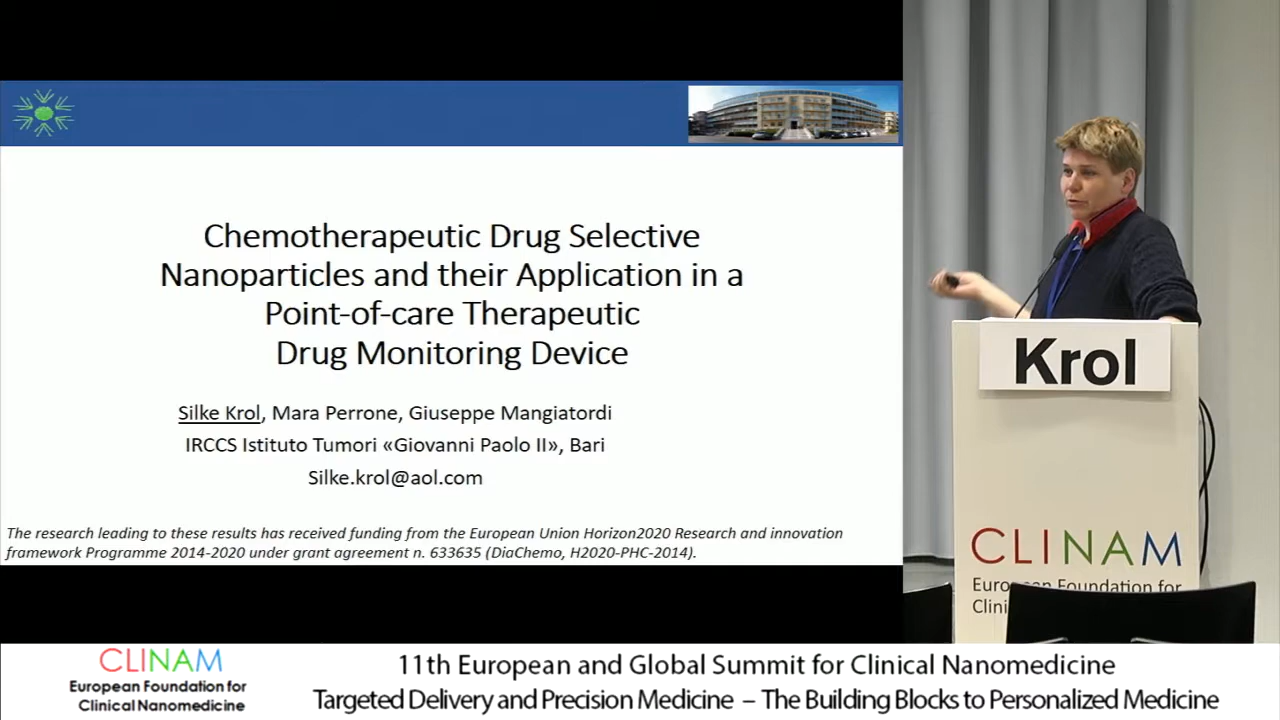 Chemotherapeutic Drug Selective
Nanoparticles and their Application in a
Point-of-care Therapeutic
Drug Monitoring Device
Silke Krol, Mara Perrone, Giuseppe Mangiatordi
IRCCS Istituto Tumori «Giovanni Paolo II», Bari
Silke.krol@aol.com
The research leading to these results has received funding from the European Union Horizon2020 Research and innovation
framework Programme 2014-2020 under grant agreement n. 633635 (DiaChemo, H2020-PHC-2014).
Krol
CLINAM
European Foundation for
Clini
CLINAM
European Foundation for
Clinical Nanomedicine
11th European and Global Summit for Clinical Nanomedicine
Targeted Delivery and Precision Medicine – The Building Blocks to Personalized Medicine